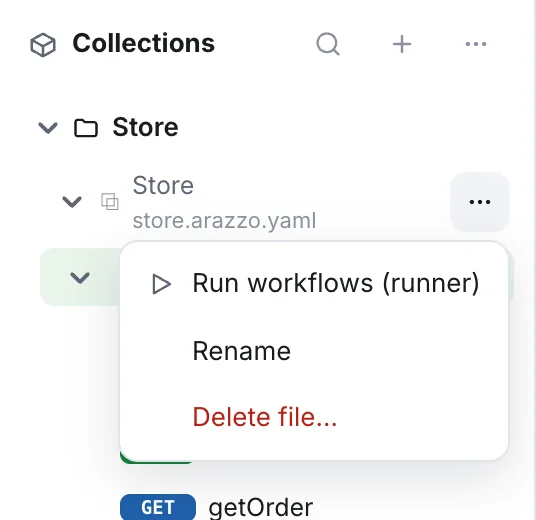 Collections
Store
Store
store.arazzo.yaml
Run workflows (runner)
Rename
Delete file...
GET getOrder